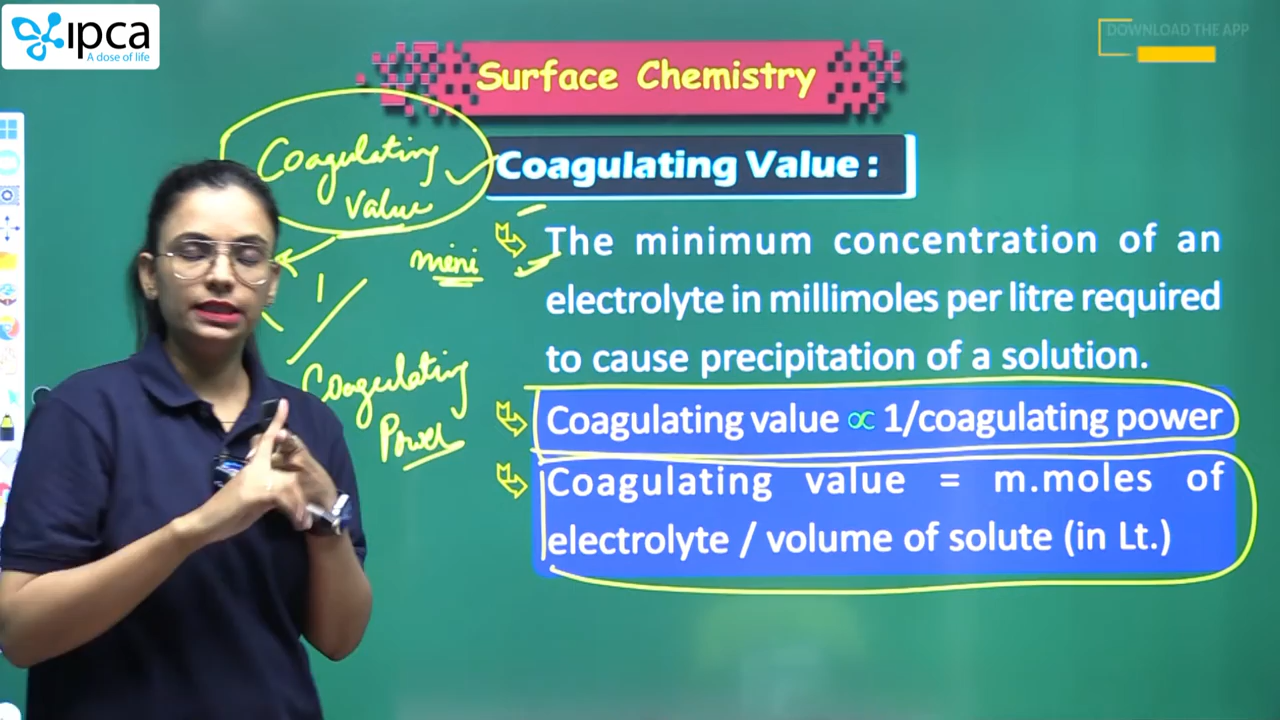 ipca
A dose of life
DOWNLOAD THE APP
Surface Chemistry
Coagulating
value
Coagulating Value :
The minimum concentration of an
mini
electrolyte in millimoles per litre required
to cause precipitation of a solution.
Coagulating
Power
Coagulating value ∝ 1/coagulating power
Coagulating value = m.moles of
electrolyte / volume of solute (in Lt.)